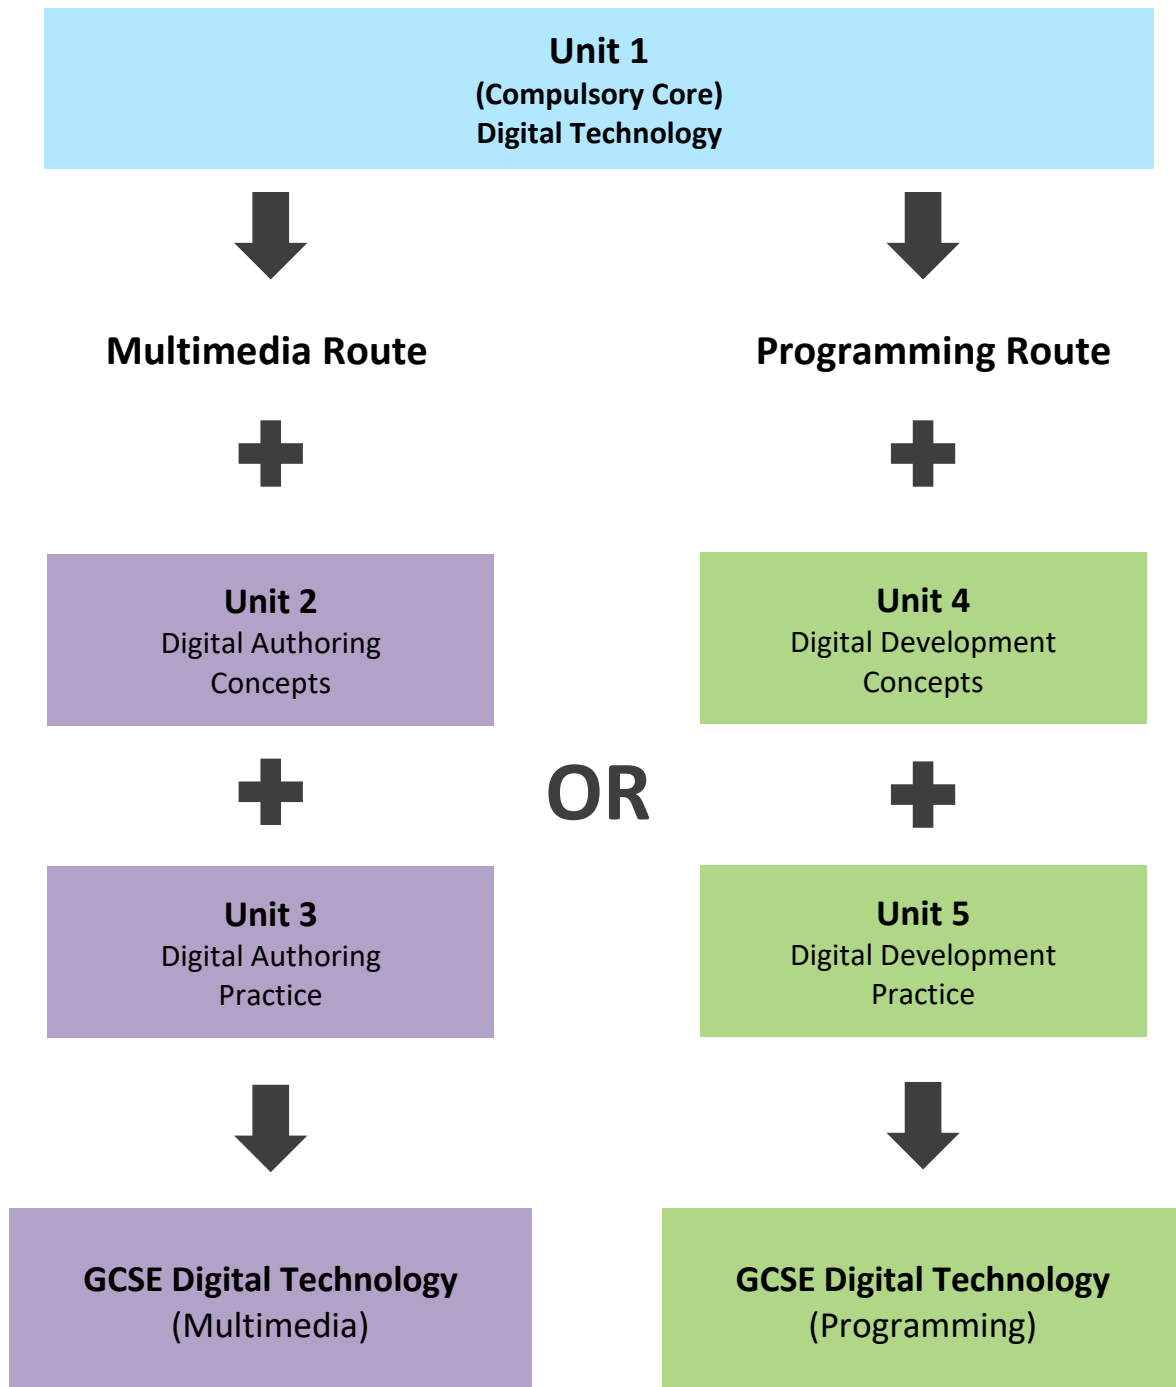 Unit 1
(Compulsory Core)
Digital Technology
Multimedia Route
Programming Route
Unit 2
Digital Authoring
Concepts
Unit 4
Digital Development
Concepts
OR
Unit 3
Digital Authoring
Practice
Unit 5
Digital Development
Practice
GCSE Digital Technology
(Multimedia)
GCSE Digital Technology
(Programming)